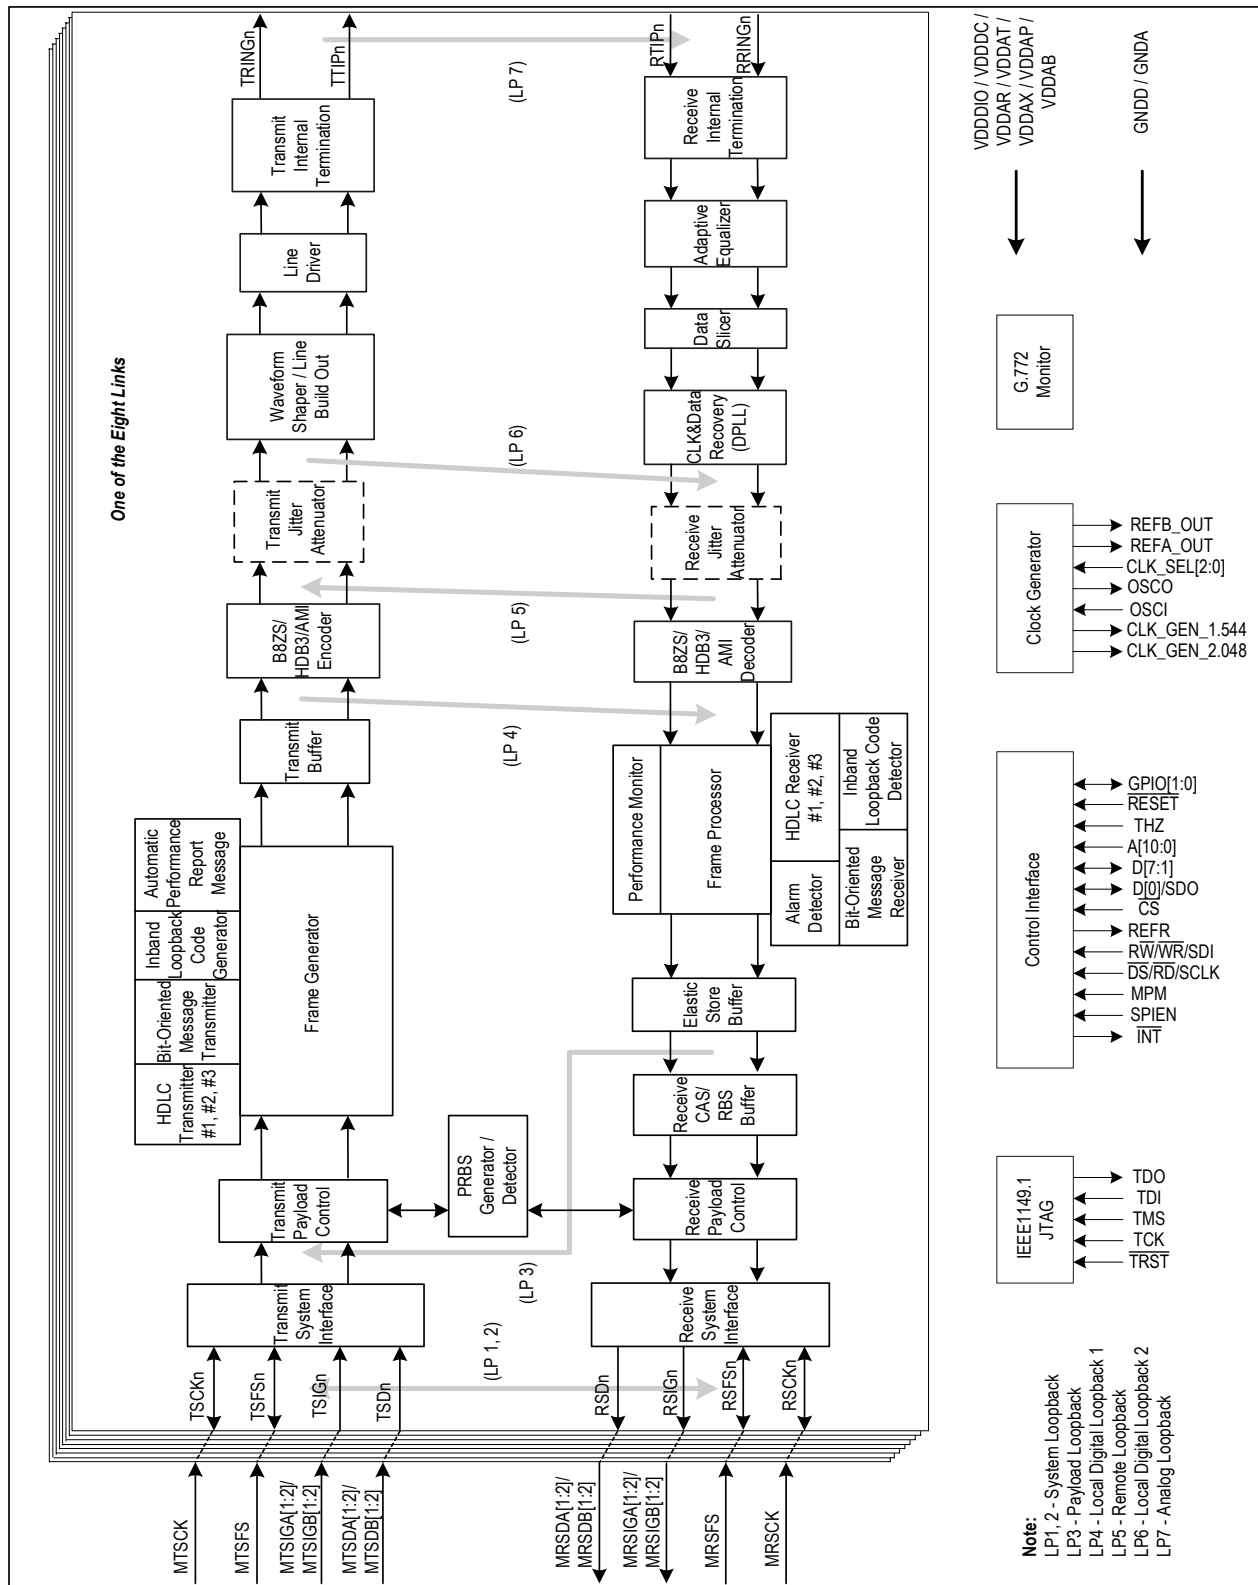 One of the Eight Links
VDDDIO / VDDDC /
VDDAR / VDDAT /
VDDAX / VDDAP /
VDDAB
GNDD / GNDA
TRINGn
TTIPn
(LP 7)
RTIPn
RRINGn
Transmit
Internal
Termination
Receive
Internal
Termination
Line
Driver
Adaptive
Equalizer
Data
Slicer
Waveform
Shaper / Line
Build Out
CLK&Data
Recovery
(DPLL)
(LP 6)
Transmit
Jitter
Attenuator
Receive
Jitter
Attenuator
(LP 5)
B8ZS/
HDB3/AMI
Encoder
B8ZS/
HDB3/
AMI
Decoder
(LP 4)
Transmit
Buffer
Automatic
Performance
Report
Message
Inband
Loopback
Code
Generator
Bit-Oriented
Message
Transmitter
HDLC
Transmitter
#1, #2, #3
Frame Generator
Performance Monitor
Frame Processor
HDLC Receiver
#1, #2, #3
Inband
Loopback Code
Detector
Alarm
Detector
Bit-Oriented
Message
Receiver
Elastic
Store
Buffer
Receive
CAS/
RBS
Buffer
PRBS
Generator /
Detector
Transmit
Payload
Control
Receive
Payload
Control
(LP 3)
Transmit
System
Interface
Receive
System
Interface
(LP 1, 2)
TSCKn
TSFSn
TSIGn
TSDn
RSDn
RSIGn
RSFSn
RSCKn
MTSCK
MTSFS
MTSIGA[1:2]/
MTSIGB[1:2]
MTSDA[1:2]/
MTSDB[1:2]
MRSDA[1:2]/
MRSDB[1:2]
MRSIGA[1:2]/
MRSIGB[1:2]
MRSFS
MRSCK
G.772
Monitor
Clock Generator
REFB_OUT
REFA_OUT
CLK_SEL[2:0]
OSCO
OSCI
CLK_GEN_1.544
CLK_GEN_2.048
Control Interface
GPIO[1:0]
RESET
THZ
A[10:0]
D[7:1]
D[0]/SDO
CS
REFR
RW/WR/SDI
DS/RD/SCLK
MPM
SPIEN
INT
IEEE1149.1
JTAG
TDO
TDI
TMS
TCK
TRST
Note:
LP1, 2 - System Loopback
LP3 - Payload Loopback
LP4 - Local Digital Loopback 1
LP5 - Remote Loopback
LP6 - Local Digital Loopback 2
LP7 - Analog Loopback